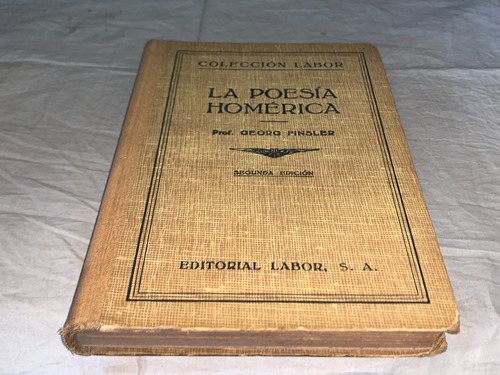 COLECCIÓN LABOR
LA POESÍA
HOMÉRICA
Prof. GEORG FINSLER
SEGUNDA EDICIÓN
EDITORIAL LABOR, S. A.